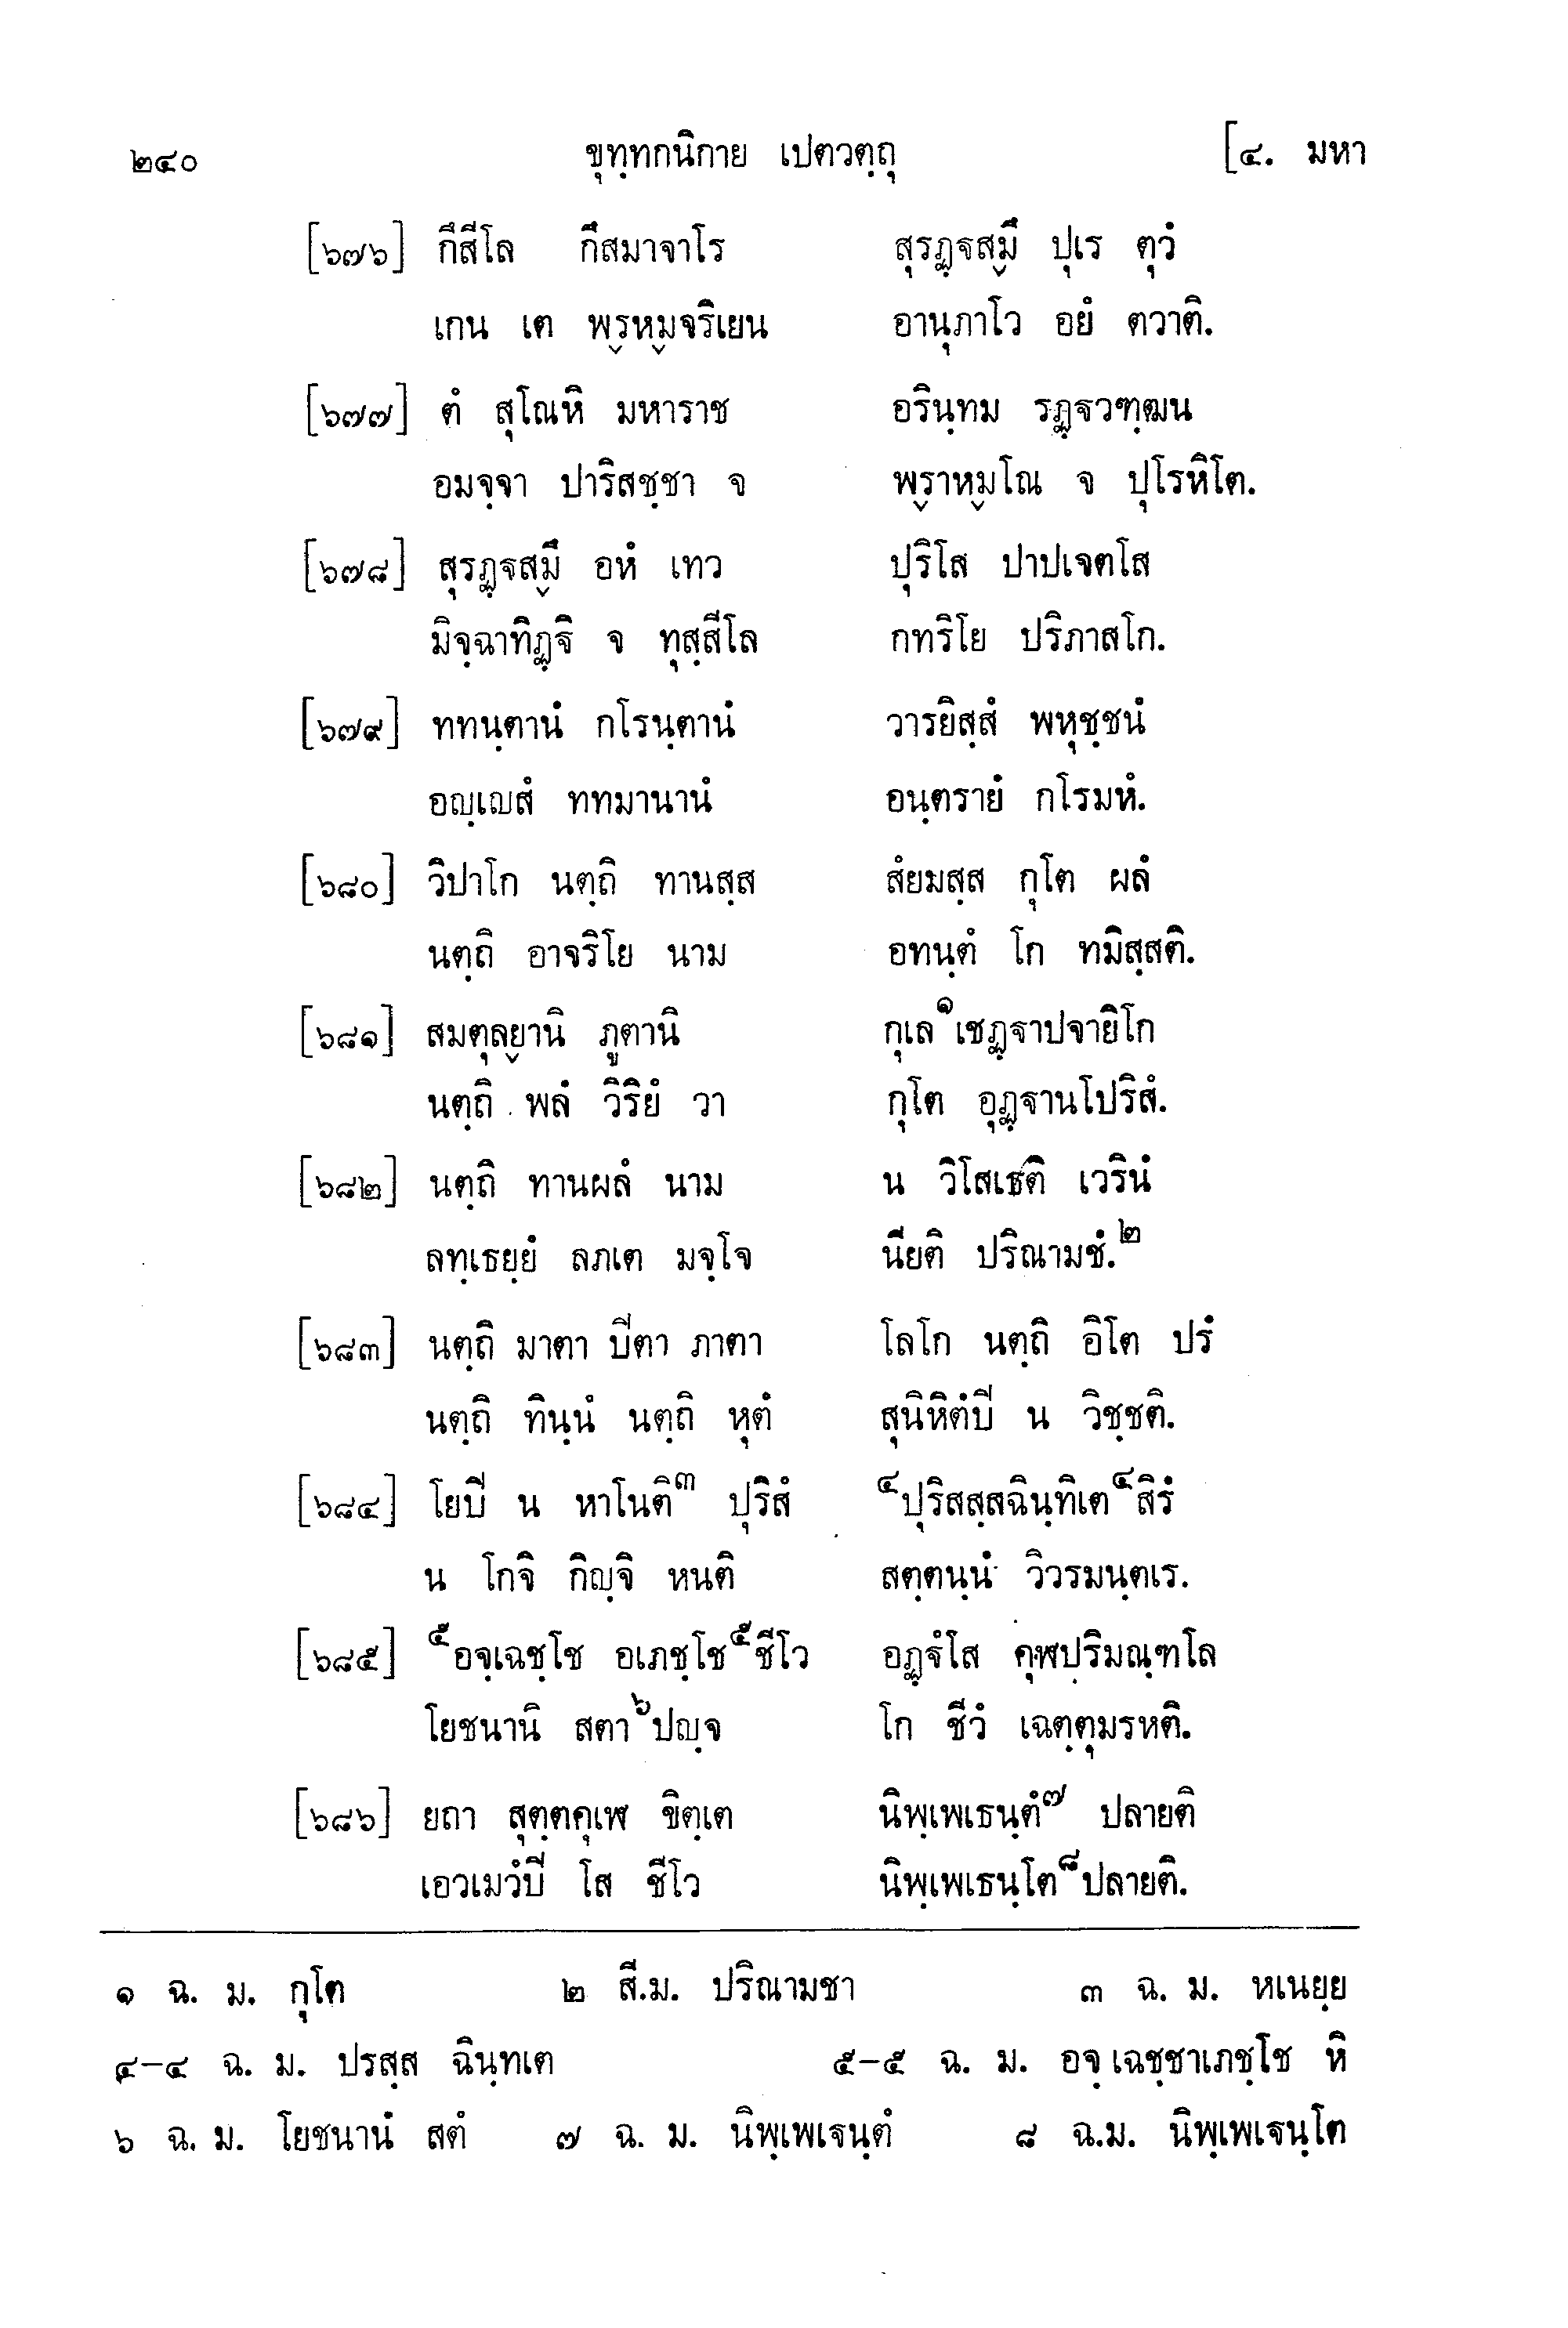 ๒๔๐ ขุทฺทกนิกาย เปตวตฺถุ [๔. มหา
[๖๗๖] กึสีโล กึสมาจาโร สุรฏฺฐสฺมึ ปุเร ตุวํ
เกน เต พฺรหฺมจริเยน อานุภาโว อยํ ตวาติ.
[๖๗๗] ตํ สุโณหิ มหาราช อรินฺทม รฏฺฐวฑฺฒน
อมจฺจา ปาริสชฺชา จ พฺราหฺมโณ จ ปุโรหิโต.
[๖๗๘] สุรฏฺฐสฺมึ อหํ เทว ปุริโส ปาปเจตโส
มิจฺฉาทิฏฺฐิ จ ทุสฺสีโล กทริโย ปริภาสโก.
[๖๗๙] ททนฺตานํ กโรนฺตานํ วารยิสฺสํ พหุชฺชนํ
อญฺเญสํ ททมานานํ อนฺตรายํ กโรมหํ.
[๖๘๐] วิปาโก นตฺถิ ทานสฺส สํยมสฺส กุโต ผลํ
นตฺถิ อาจริโย นาม อทนฺตํ โก ทมิสฺสติ.
[๖๘๑] สมตุลฺยานิ ภูตานิ กุเล๑เชฏฺฐาปจายิโก
นตฺถิ พลํ วิริยํ วา กุโต อุฏฺฐานโปริสํ.
[๖๘๒] นตฺถิ ทานผลํ นาม น วิโสเธติ เวรินํ
ลทฺเธยฺยํ ลภเต มจฺโจ นียติ ปริณามชํ.๒
[๖๘๓] นตฺถิ มาตา ปิตา ภาตา โลโก นตฺถิ อิโต ปรํ
นตฺถิ ทินฺนํ นตฺถิ หุตํ สุนิหิตํปิ น วิชฺชติ.
[๖๘๔] โยปิ น หาโนติ๓ ปุริสํ ๔ปุริสสฺสฉินฺทิเต๔สิรํ
น โกจิ กิญฺจิ หนติ สตฺตนฺนํ วิวรมนฺตเร.
[๖๘๕] ๕อจฺเฉชฺโช อเภชฺโช๕ชีโว อฏฺฐํโส คุฬปฺริมณฺฑโล
โยชนานิ สตา๖ปญฺจ โก ชีวํ เฉตฺตุมรหติ.
[๖๘๖] ยถา สุตฺตคุเฬ ขิตฺเต นิพฺเพเธนฺตํ๗ ปลายติ
เอวเมวํปิ โส ชีโว นิพฺเพเธนฺโต๘ปลายติ.
๑ ฉ. ม. กุโต ๒ สี.ม. ปริณามชา ๓ ฉ. ม. หเนยฺย
๔-๔ ฉ. ม. ปรสฺส ฉินฺทเต ๕-๕ ฉ. ม. อจฺเฉชฺชาเภชฺโช หิ
๖ ฉ. ม. โยชนานํ สตํ ๗ ฉ. ม. นิพฺเพเฐนฺตํ ๘ ฉ.ม. นิพฺเพเฐนฺโต